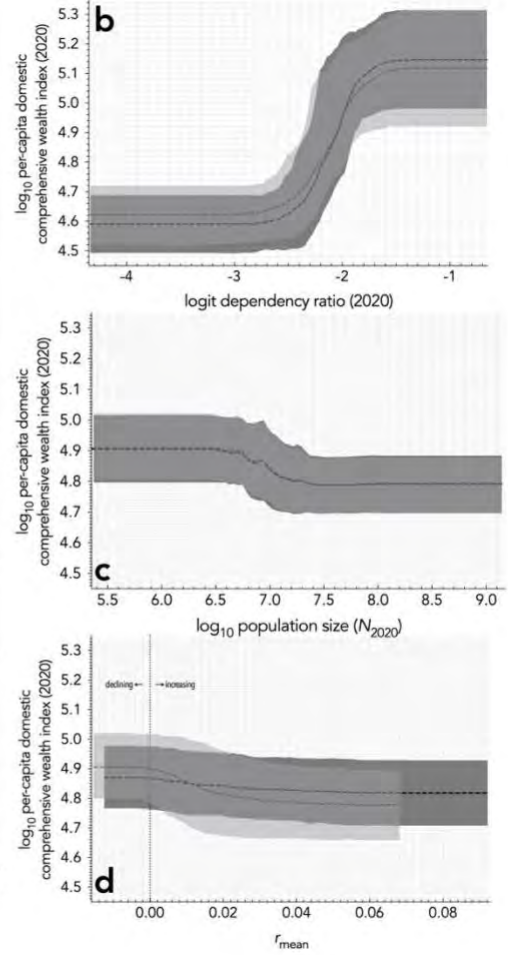 b
log10 per-capita domestic
comprehensive wealth index (2020)
5.3
5.2
5.1
5.0
4.9
4.8
4.7
4.6
4.5
-4 -3 -2 -1
logit dependency ratio (2020)
log10 per-capita domestic
comprehensive wealth index (2020)
5.3
5.2
5.1
5.0
4.9
4.8
4.7
4.6
4.5
c
5.5 6.0 6.5 7.0 7.5 8.0 8.5 9.0
log10 population size (N2020)
log10 per-capita domestic
comprehensive wealth index (2020)
5.3
5.2
5.1
5.0
4.9
4.8
4.7
4.6
4.5
declining← →increasing
d
0.00 0.02 0.04 0.06 0.08
rmean